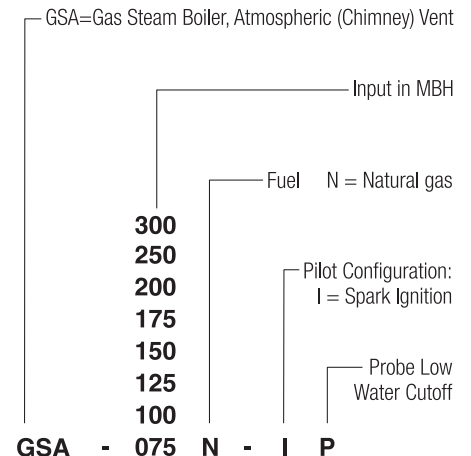 GSA=Gas Steam Boiler, Atmospheric (Chimney) Vent
Input in MBH
Fuel N = Natural gas
300
250
200
175
150
125
100
Pilot Configuration:
I = Spark Ignition
Probe Low
Water Cutoff
GSA - 075 N - I P